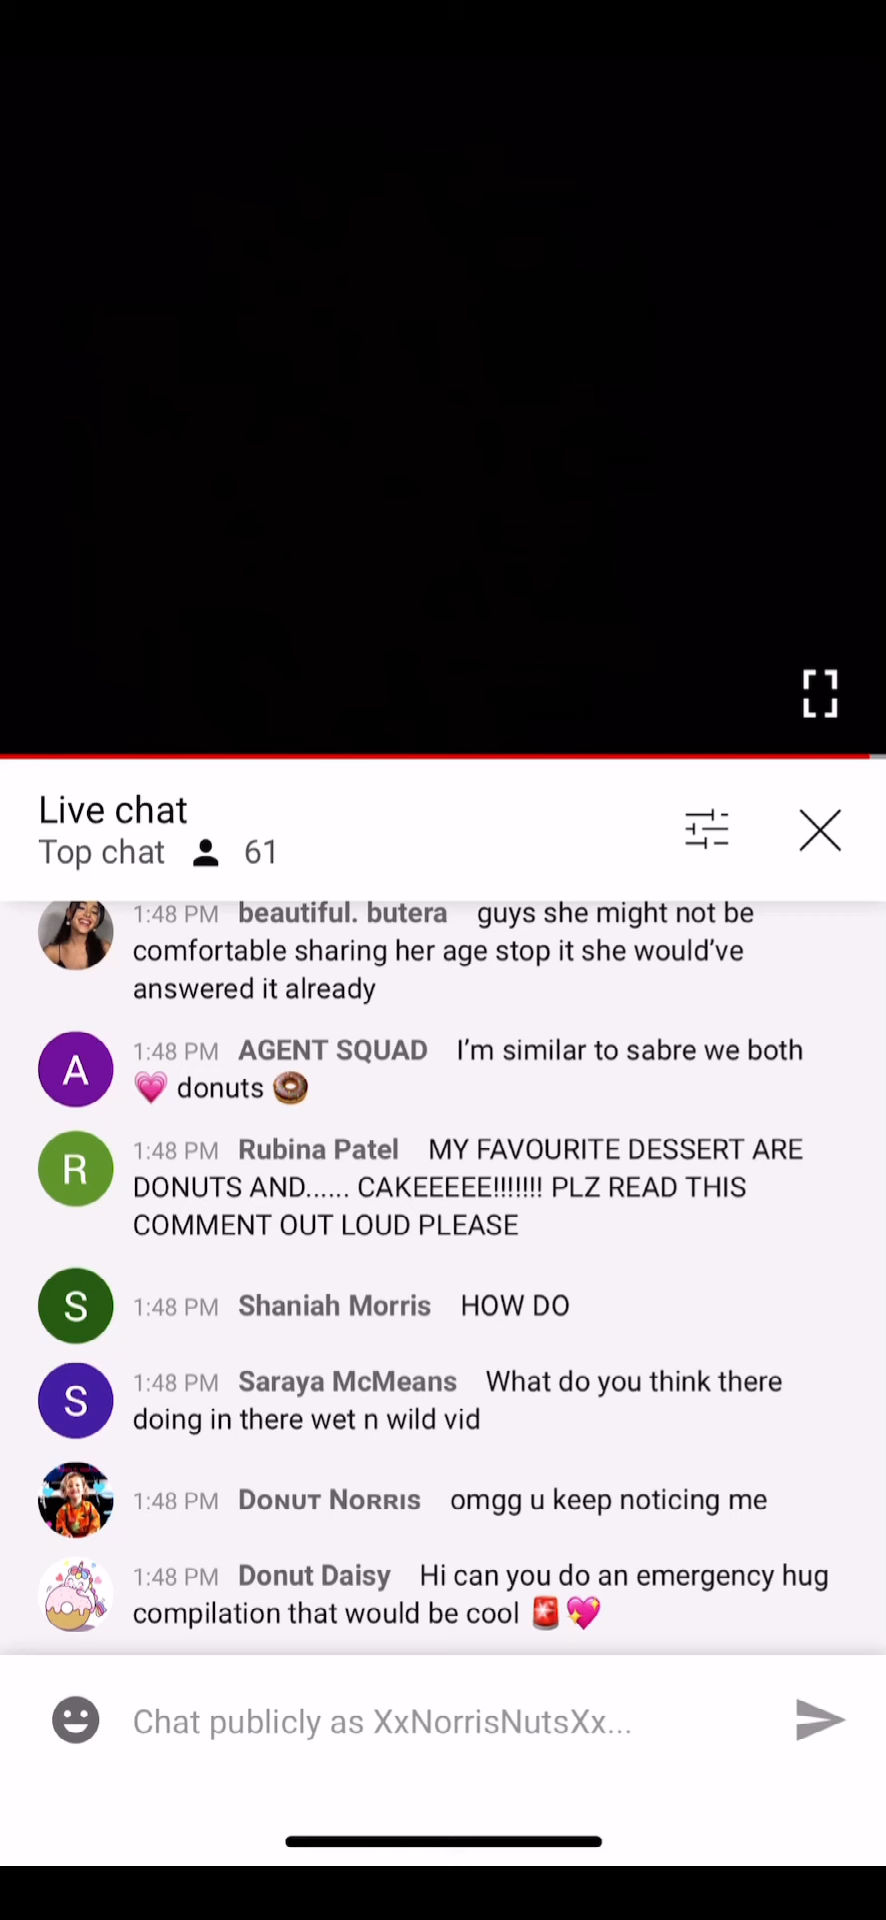 Live chat
Top chat 61
1:48 PM beautiful. butera guys she might not be
comfortable sharing her age stop it she would’ve
answered it already
A 1:48 PM AGENT SQUAD I’m similar to sabre we both
💗 donuts 🍩
R 1:48 PM Rubina Patel MY FAVOURITE DESSERT ARE
DONUTS AND...... CAKEEEEE!!!!!!! PLZ READ THIS
COMMENT OUT LOUD PLEASE
S 1:48 PM Shaniah Morris HOW DO
S 1:48 PM Saraya McMeans What do you think there
doing in there wet n wild vid
1:48 PM Dᴏɴᴜᴛ Nᴏʀʀɪs omgg u keep noticing me
1:48 PM Donut Daisy Hi can you do an emergency hug
compilation that would be cool 🚨💖
Chat publicly as XxNorrisNutsXx...